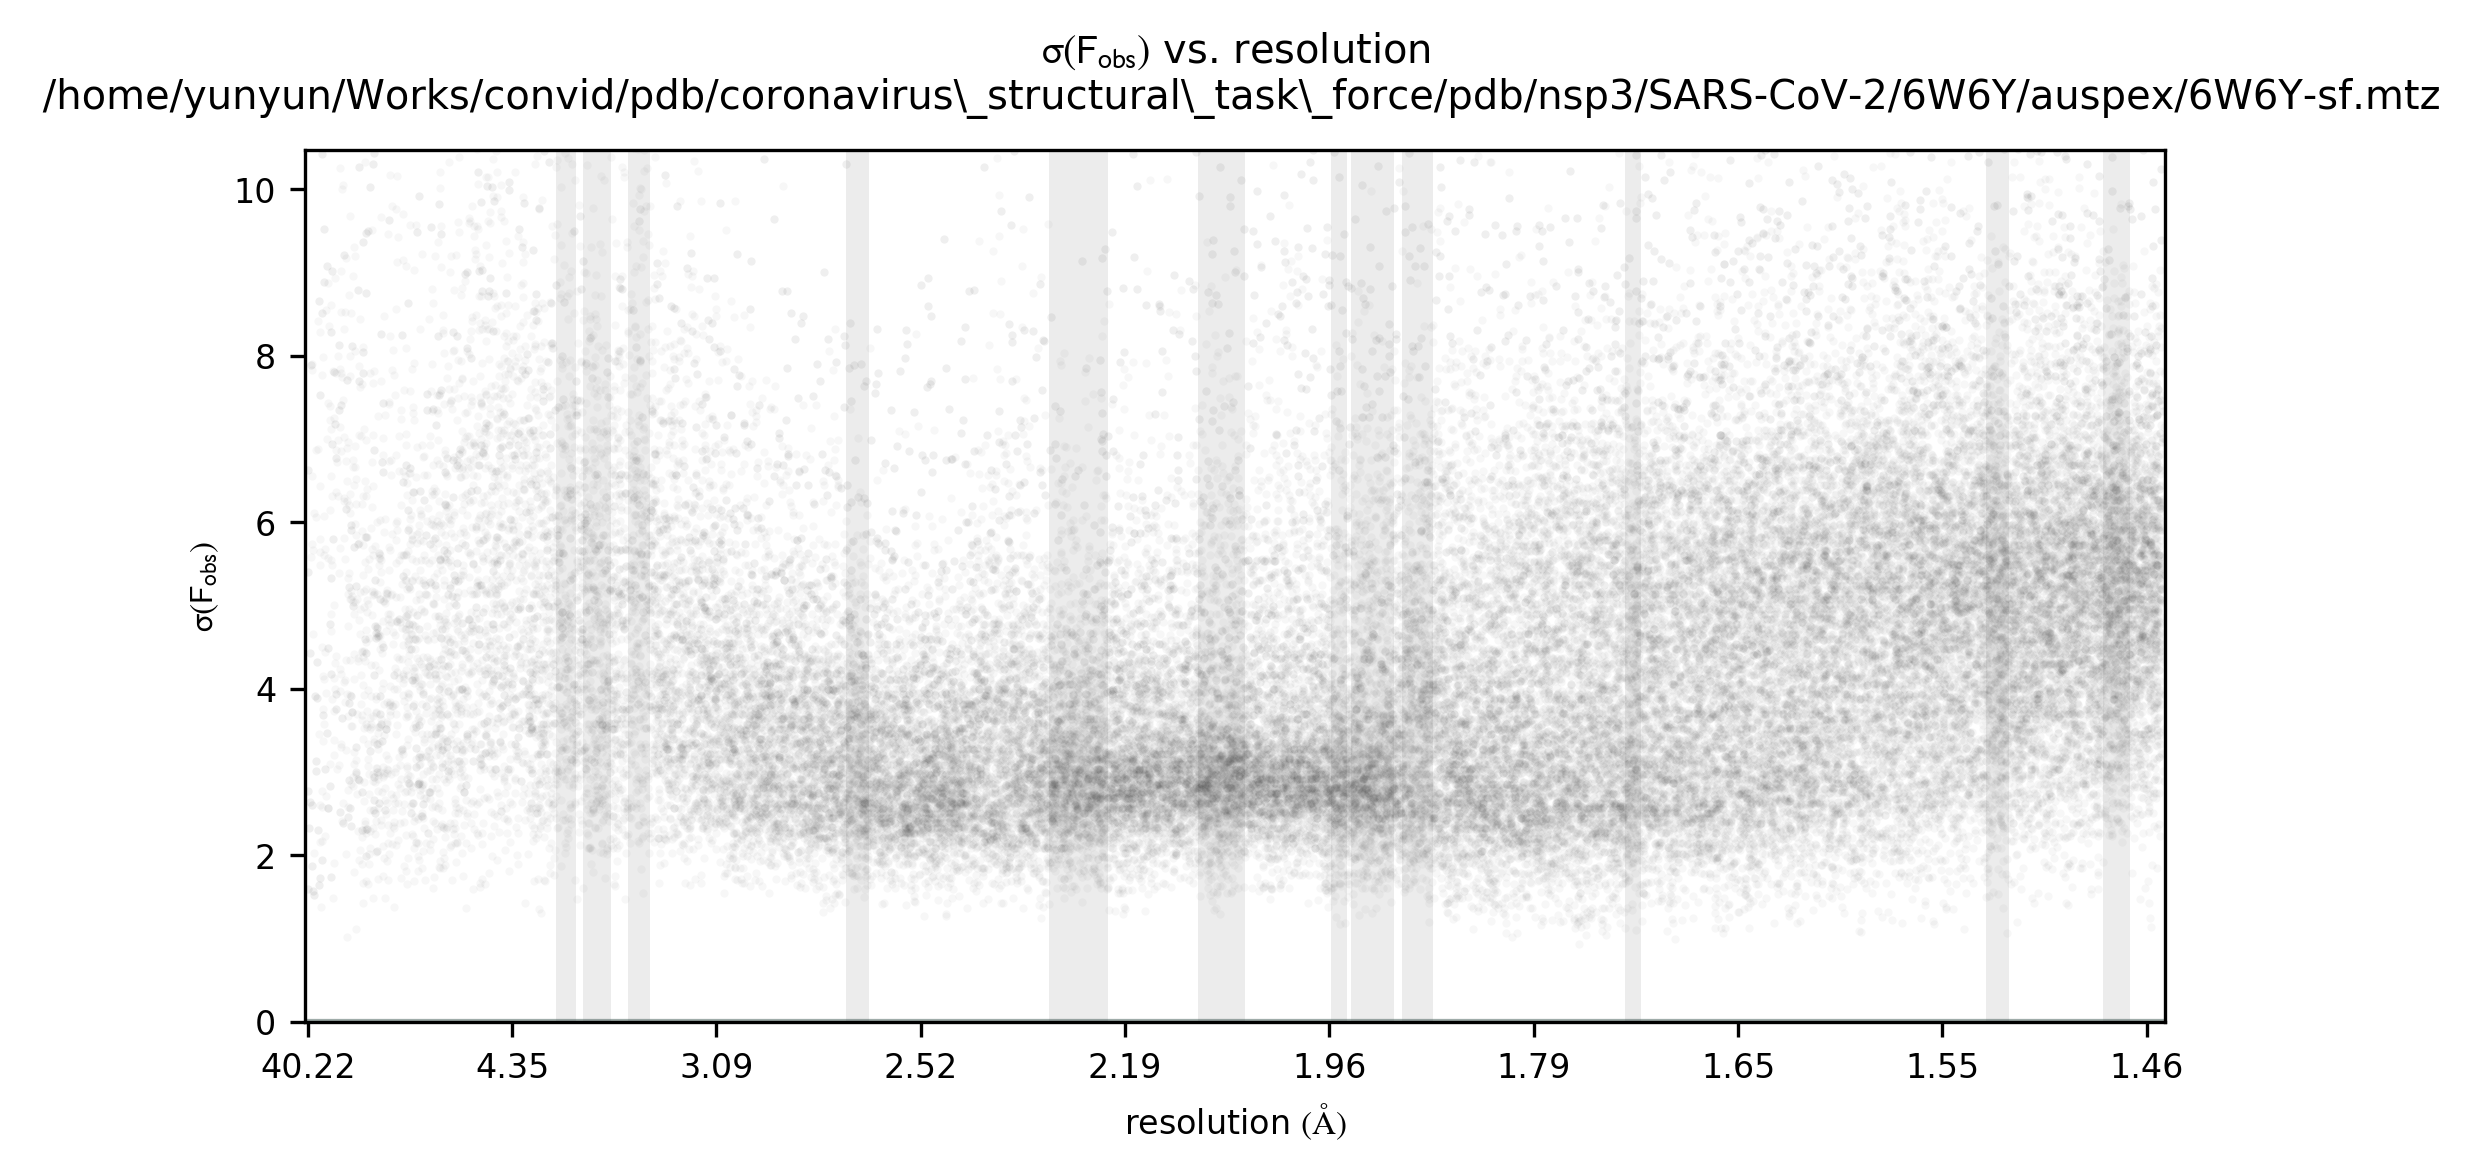 σ(F_obs) vs. resolution
/home/yunyun/Works/convid/pdb/coronavirus\_structural\_task\_force/pdb/nsp3/SARS-CoV-2/6W6Y/auspex/6W6Y-sf.mtz
10
8
6
4
2
0
σ(F_obs)
40.22 4.35 3.09 2.52 2.19 1.96 1.79 1.65 1.55 1.46
resolution (Å)